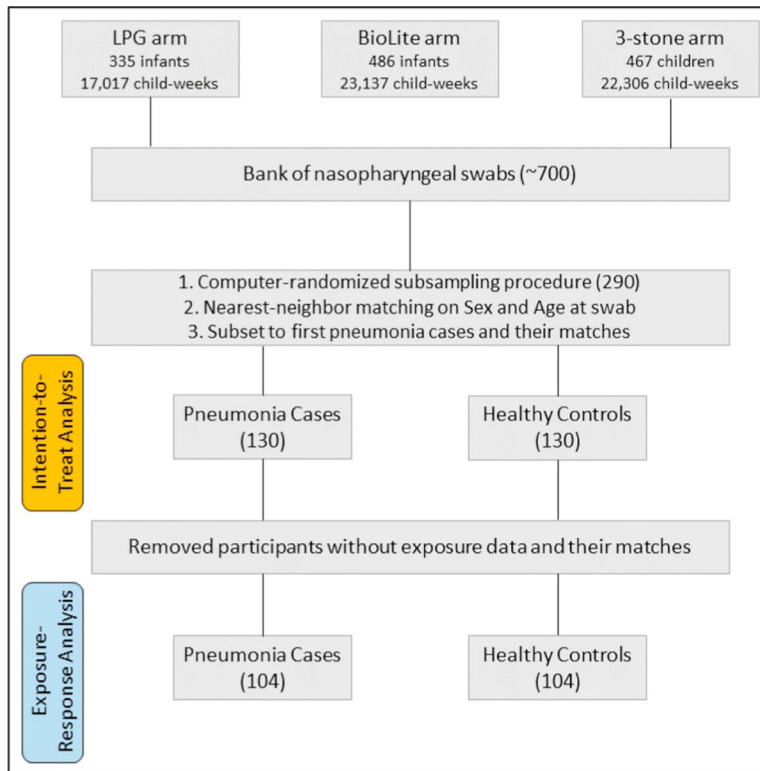 LPG arm
335 infants
17,017 child-weeks
BioLite arm
486 infants
23,137 child-weeks
3-stone arm
467 children
22,306 child-weeks
Bank of nasopharyngeal swabs (~700)
1. Computer-randomized subsampling procedure (290)
2. Nearest-neighbor matching on Sex and Age at swab
3. Subset to first pneumonia cases and their matches
Intention-to-
Treat Analysis
Pneumonia Cases
(130)
Healthy Controls
(130)
Removed participants without exposure data and their matches
Exposure-
Response Analysis
Pneumonia Cases
(104)
Healthy Controls
(104)